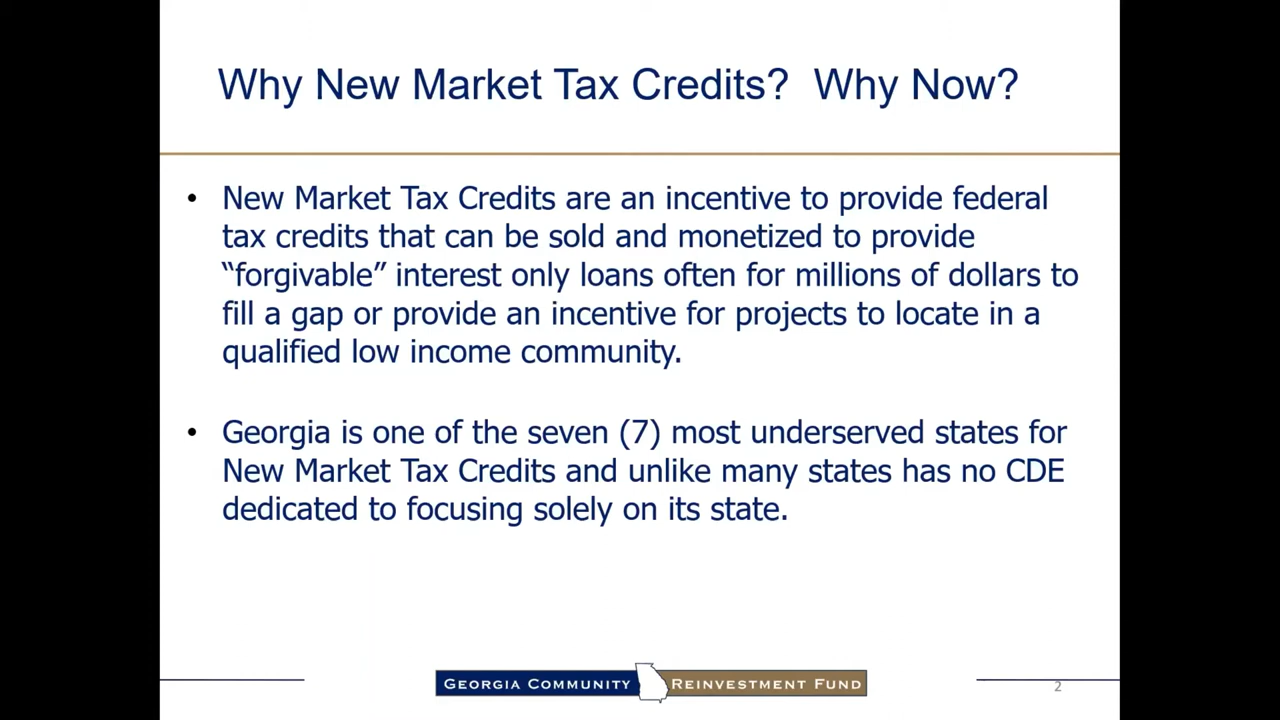 Why New Market Tax Credits?  Why Now?
• New Market Tax Credits are an incentive to provide federal
tax credits that can be sold and monetized to provide
“forgivable” interest only loans often for millions of dollars to
fill a gap or provide an incentive for projects to locate in a
qualified low income community.
• Georgia is one of the seven (7) most underserved states for
New Market Tax Credits and unlike many states has no CDE
dedicated to focusing solely on its state.
GEORGIA COMMUNITY REINVESTMENT FUND
2